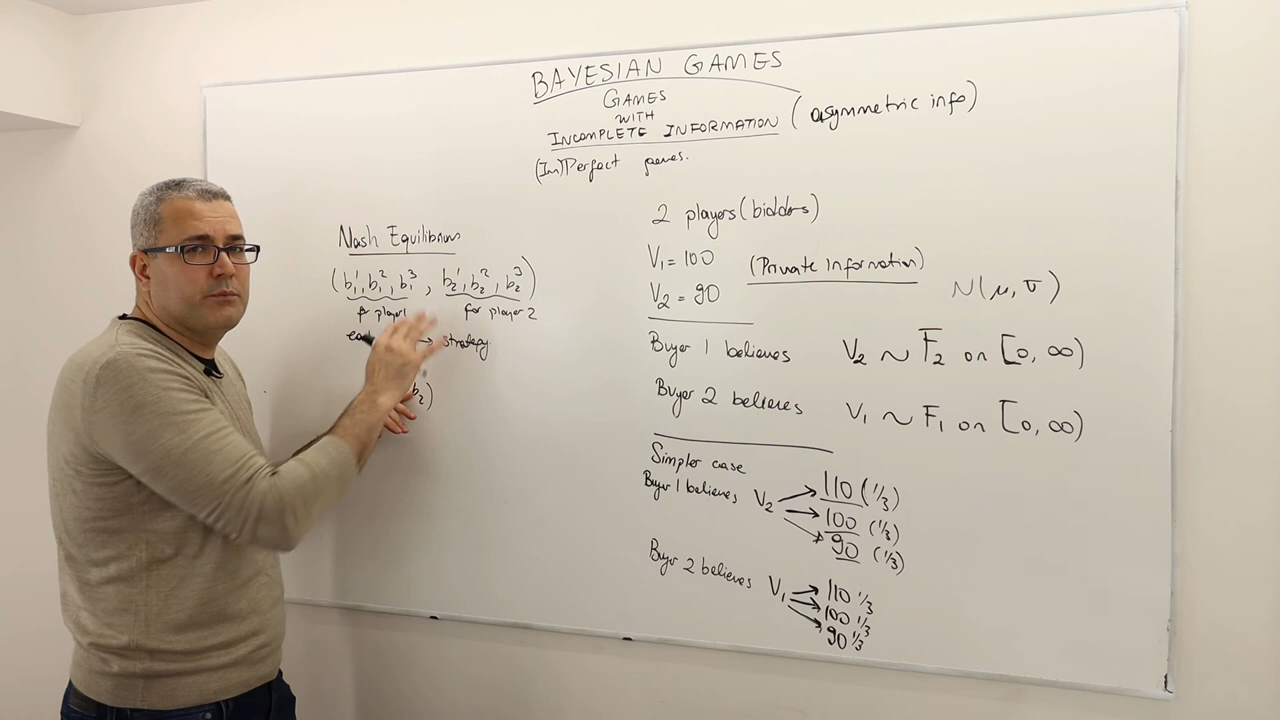 BAYESIAN GAMES
GAMES
WITH
INCOMPLETE INFORMATION (asymmetric info)
(Im)Perfect games.
Nash Equilibrium
(b₁¹, b₁², b₁³, b₂¹, b₂², b₂³)
for player 2
→ strategy.
b₂)
2 players (bidders)
V₁ = 100
(Private Information)
V₂ = 90
N(μ, σ)
Buyer 1 believes V₂ ~ F₂ on [0, ∞)
Buyer 2 believes V₁ ~ F₁ on [0, ∞)
Simpler case
Buyer 1 believes V₂ → 110 (1/3)
→ 100 (1/3)
→ 90 (1/3)
Buyer 2 believes V₁ → 110 1/3
→ 100 1/3
→ 90 1/3